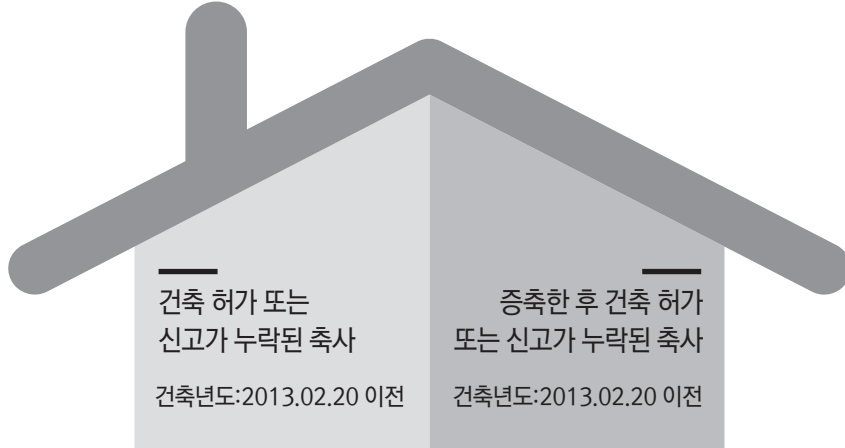 건축 허가 또는
신고가 누락된 축사
건축년도:2013.02.20 이전
증축한 후 건축 허가
또는 신고가 누락된 축사
건축년도:2013.02.20 이전